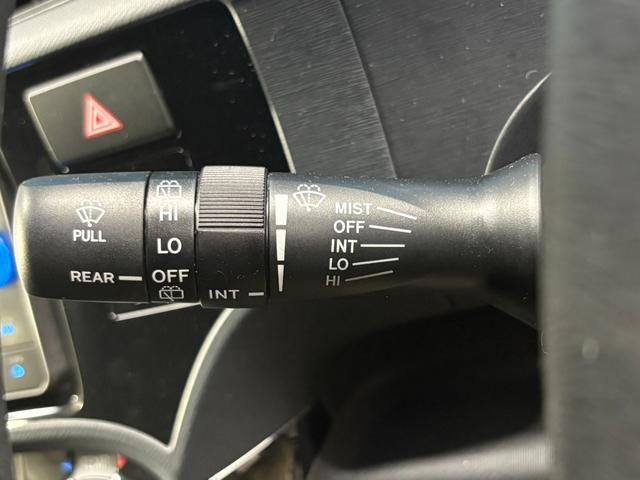 PULL
REAR
HI
LO
OFF
INT
MIST
OFF
INT
LO
HI